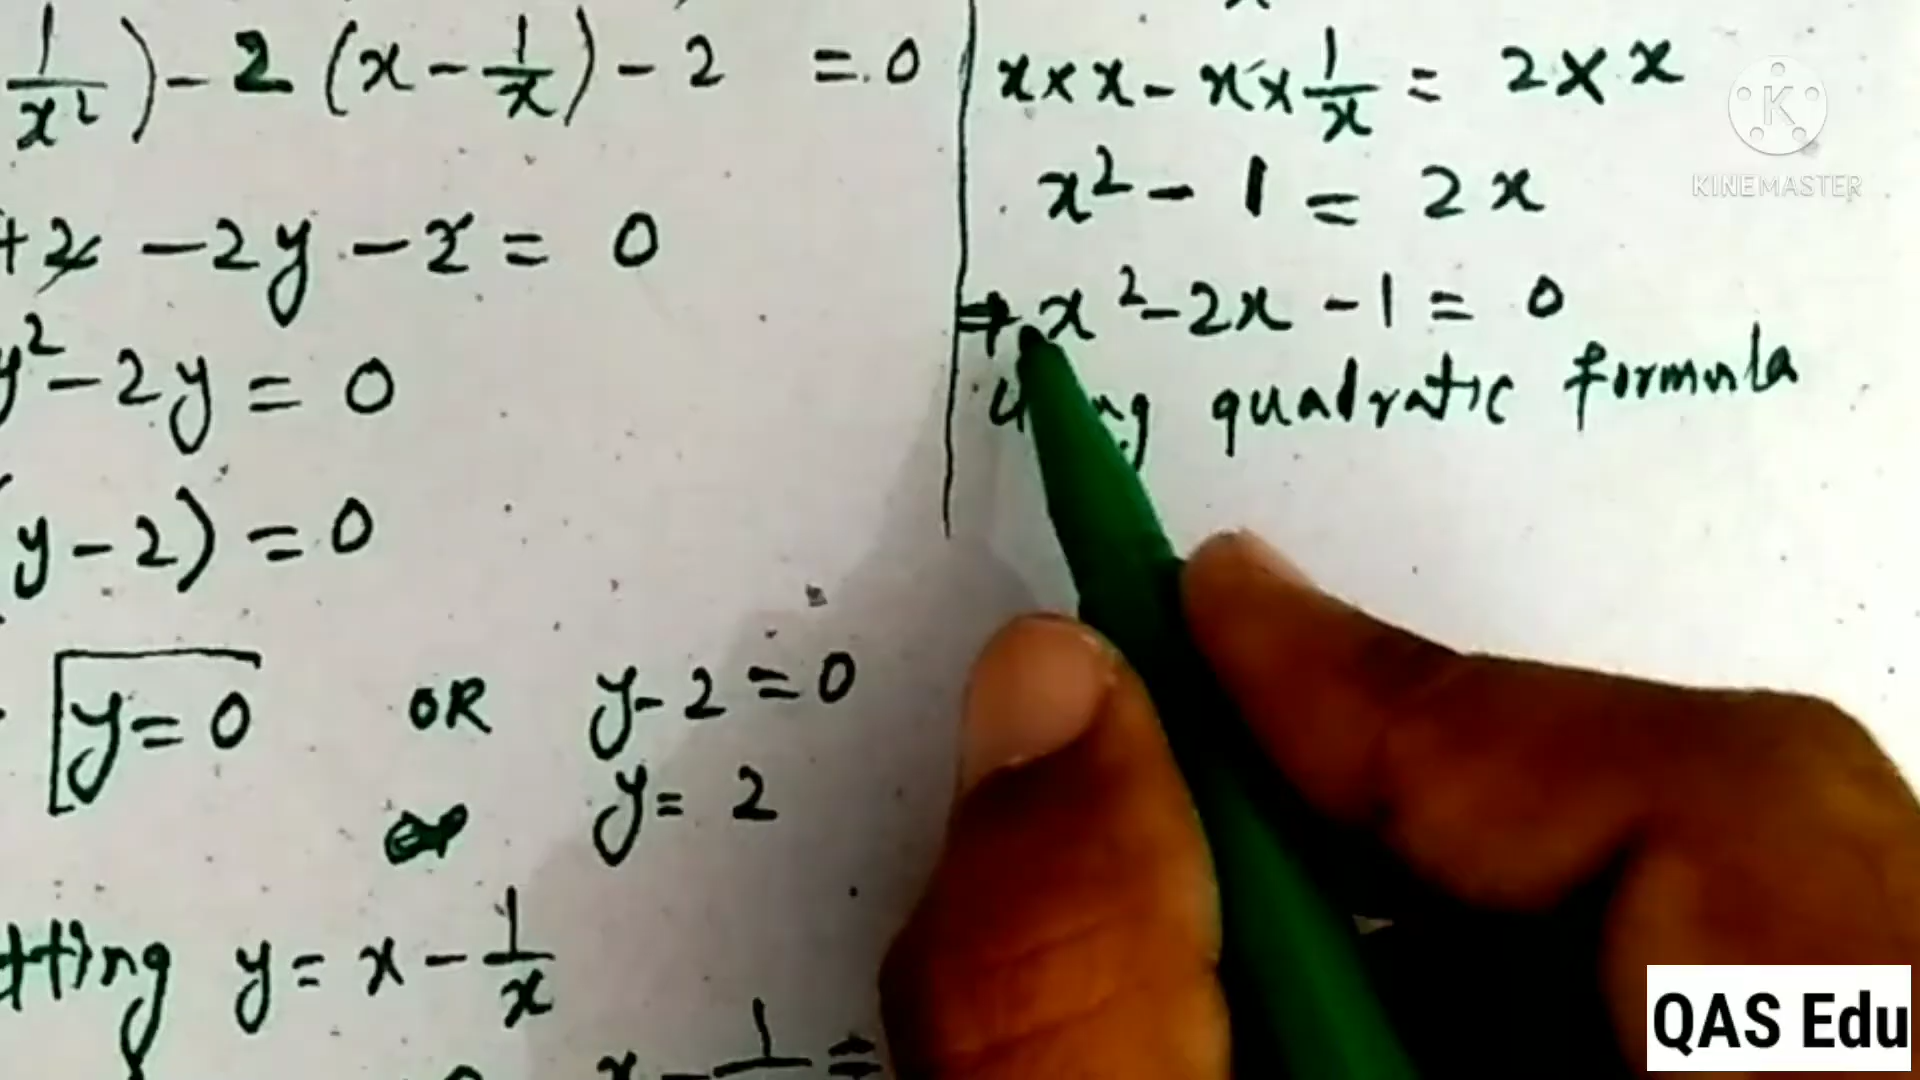 1/x²) - 2 (x - 1/x) - 2 = 0
+2 - 2y - 2 = 0
y² - 2y = 0
(y - 2) = 0
y = 0 OR y - 2 = 0
y = 2
y = x - 1/x
x - 1/ =
x × x - x × 1/x = 2 × x
x² - 1 = 2x
⇒ x² - 2x - 1 = 0
quadratic formula
KINEMASTER
QAS Edu